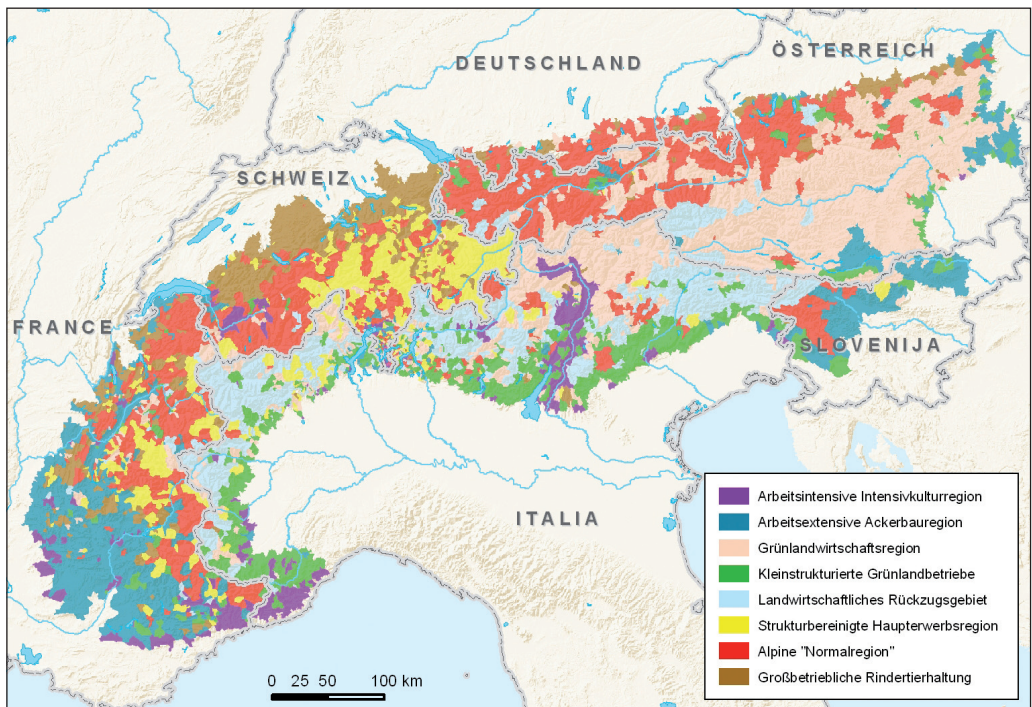 DEUTSCHLAND
ÖSTERREICH
SCHWEIZ
FRANCE
SLOVENIJA
ITALIA
Arbeitsintensive Intensivkulturregion
Arbeitsextensive Ackerbauregion
Grünlandwirtschaftsregion
Kleinstrukturierte Grünlandbetriebe
Landwirtschaftliches Rückzugsgebiet
Strukturbereinigte Haupterwerbsregion
Alpine "Normalregion"
Großbetriebliche Rindertierhaltung
0 25 50 100 km